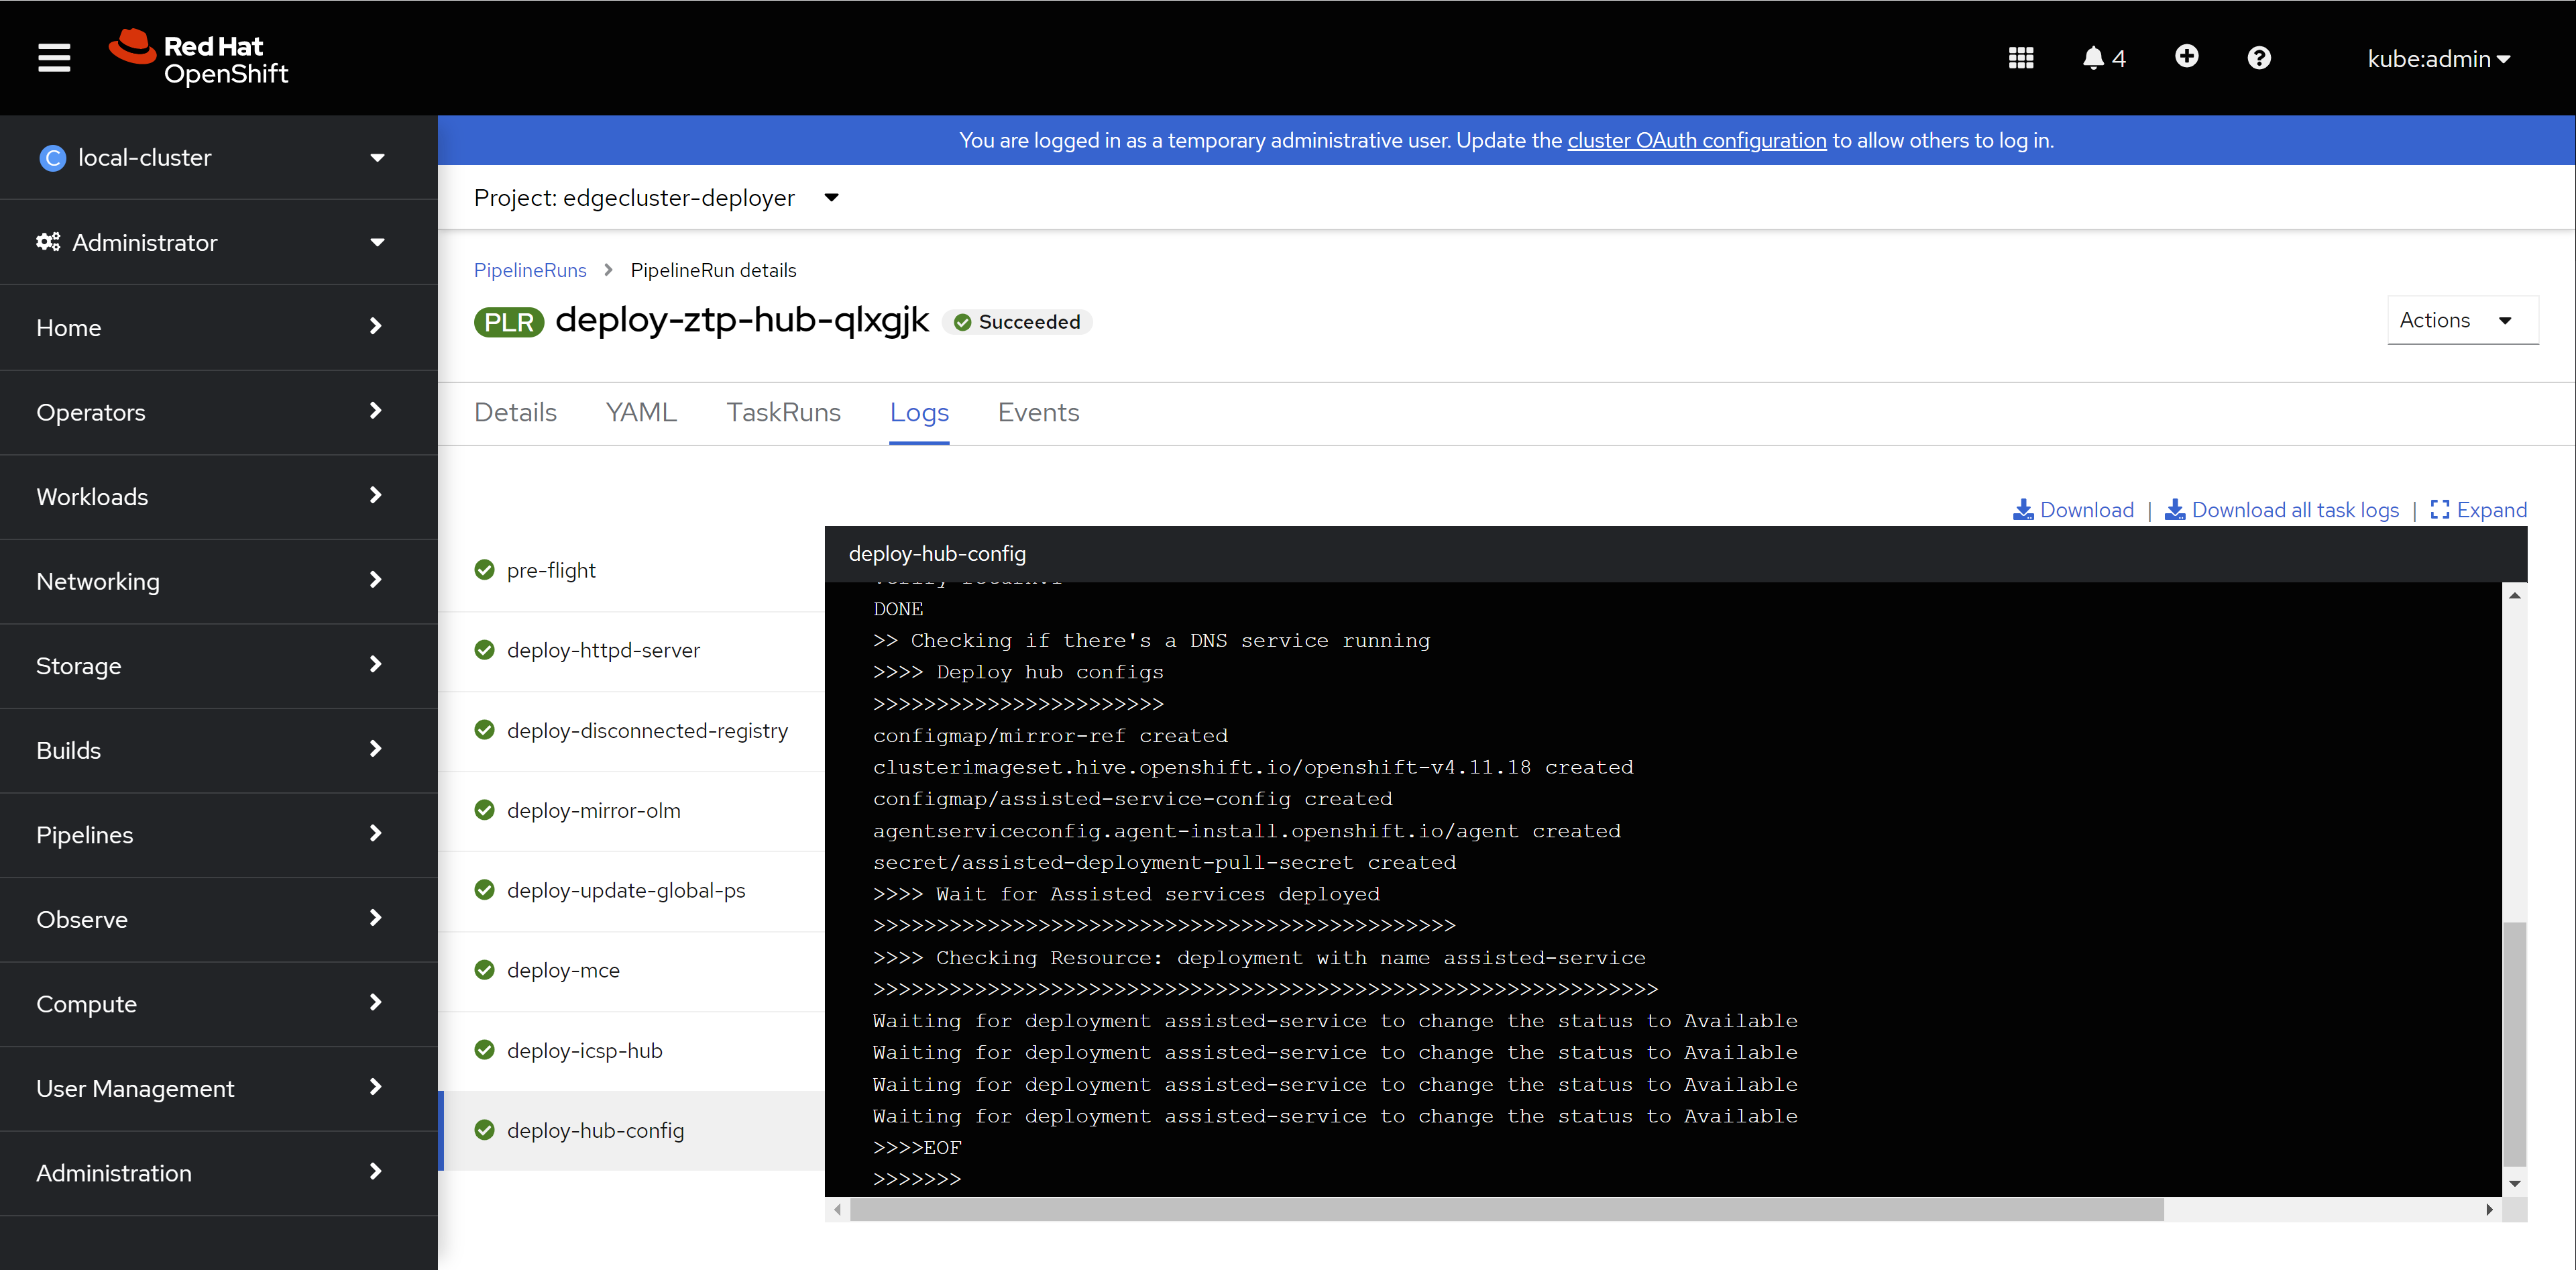 Red Hat
OpenShift
4
kube:admin
C local-cluster
You are logged in as a temporary administrative user. Update the cluster OAuth configuration to allow others to log in.
Administrator
Home
Operators
Workloads
Networking
Storage
Builds
Pipelines
Observe
Compute
User Management
Administration
Project: edgecluster-deployer
PipelineRuns PipelineRun details
PLR deploy-ztp-hub-qlxgjk Succeeded
Actions
Details YAML TaskRuns Logs Events
Download | Download all task logs | Expand
pre-flight
deploy-httpd-server
deploy-disconnected-registry
deploy-mirror-olm
deploy-update-global-ps
deploy-mce
deploy-icsp-hub
deploy-hub-config
deploy-hub-config
DONE
>> Checking if there's a DNS service running
>>>> Deploy hub configs
>>>>>>>>>>>>>>>>>>>>>>>
configmap/mirror-ref created
clusterimageset.hive.openshift.io/openshift-v4.11.18 created
configmap/assisted-service-config created
agentserviceconfig.agent-install.openshift.io/agent created
secret/assisted-deployment-pull-secret created
>>>> Wait for Assisted services deployed
>>>>>>>>>>>>>>>>>>>>>>>>>>>>>>>>>>>>>>>>>>>>>>
>>>> Checking Resource: deployment with name assisted-service
>>>>>>>>>>>>>>>>>>>>>>>>>>>>>>>>>>>>>>>>>>>>>>>>>>>>>>>>>>>>>>
Waiting for deployment assisted-service to change the status to Available
Waiting for deployment assisted-service to change the status to Available
Waiting for deployment assisted-service to change the status to Available
Waiting for deployment assisted-service to change the status to Available
>>>>EOF
>>>>>>>